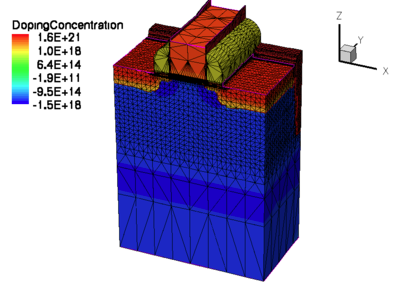 DopingConcentration
1.6E+21
1.0E+18
6.4E+14
-1.9E+11
-9.5E+14
-1.5E+18
Z
Y
X